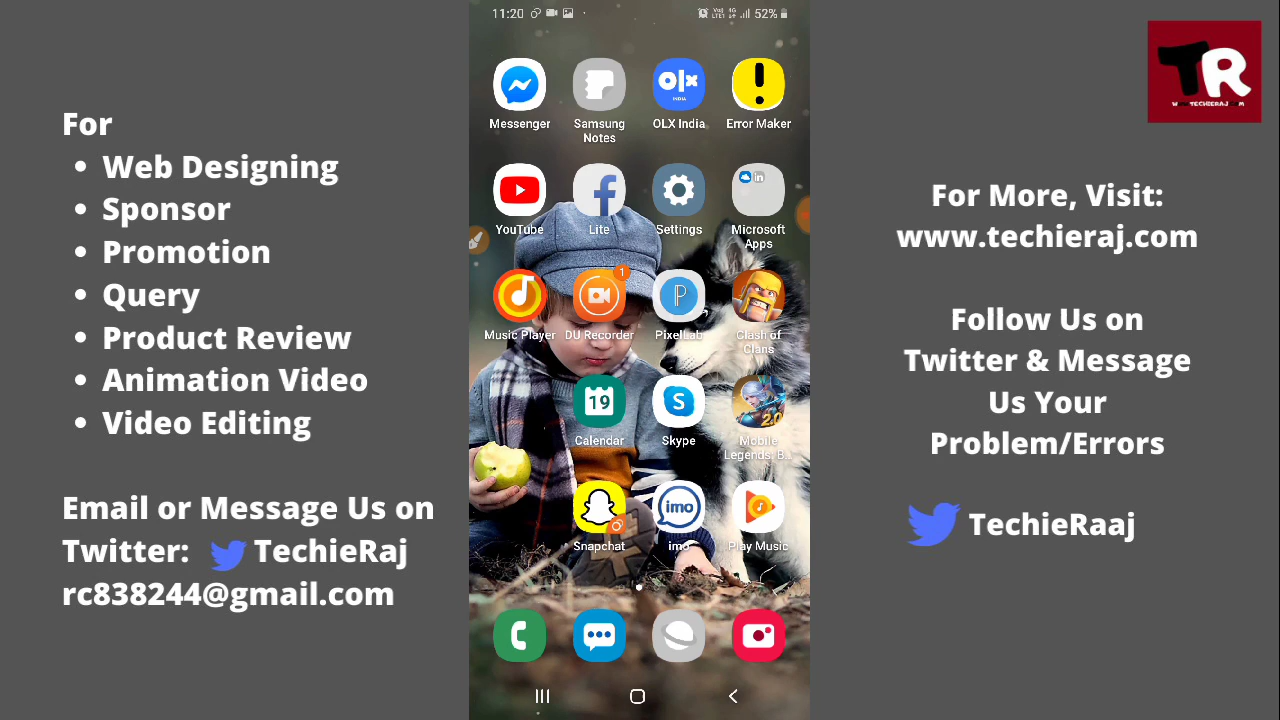 For
• Web Designing
• Sponsor
• Promotion
• Query
• Product Review
• Animation Video
• Video Editing
Email or Message Us on
Twitter: TechieRaj
rc838244@gmail.com
11:20
52%
Messenger
Samsung
Notes
OLX India
Error Maker
YouTube
Lite
Settings
Microsoft
Apps
Music Player
DU Recorder
PixelLab
Clash of
Clans
19
Calendar
Skype
Mobile
Legends, B...
Snapchat
imo
Play Music
TR
WWW.TECHIERAJ.COM
For More, Visit:
www.techieraj.com
Follow Us on
Twitter & Message
Us Your
Problem/Errors
TechieRaaj